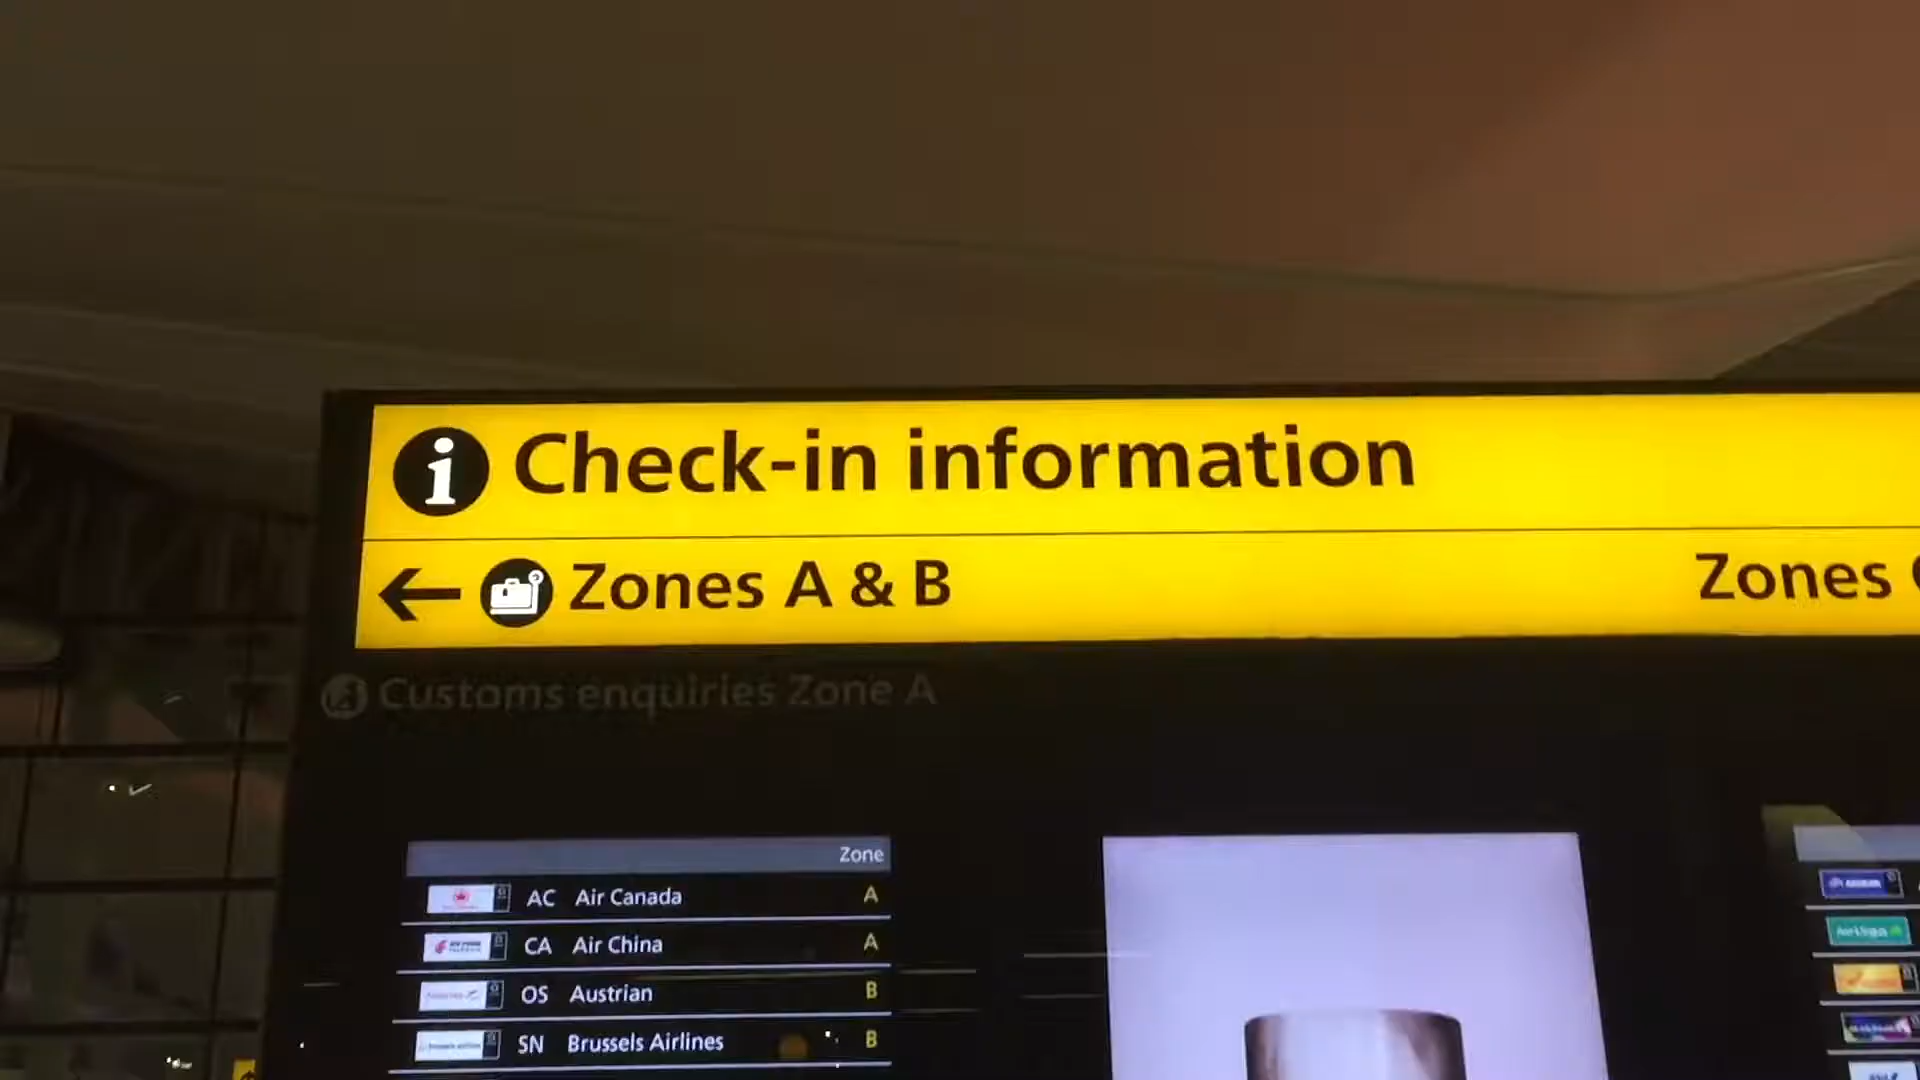 Check-in information
Zones A & B
Zones
Customs enquiries Zone A
Zone
AC Air Canada A
CA Air China A
OS Austrian B
SN Brussels Airlines B